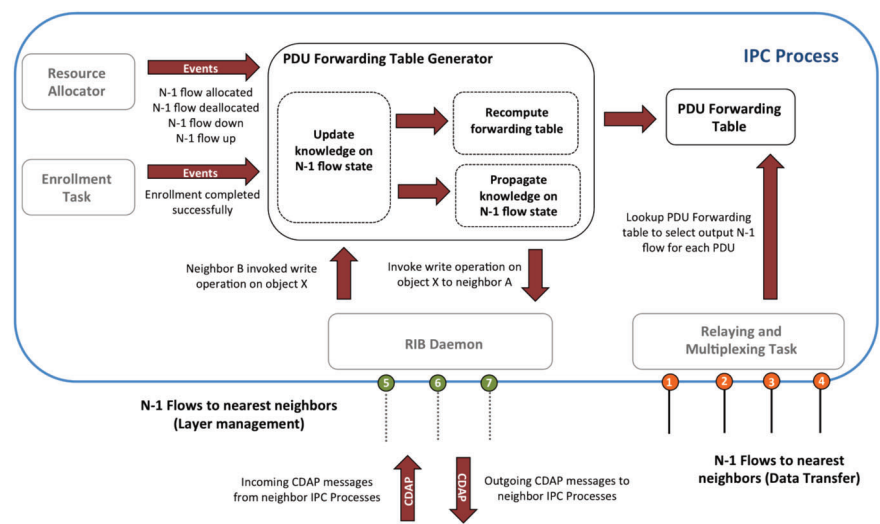 IPC Process
Resource
Allocator
Events
N-1 flow allocated
N-1 flow deallocated
N-1 flow down
N-1 flow up
Enrollment
Task
Events
Enrollment completed
successfully
PDU Forwarding Table Generator
Update
knowledge on
N-1 flow state
Recompute
forwarding table
Propagate
knowledge on
N-1 flow state
PDU Forwarding
Table
Lookup PDU Forwarding
table to select output N-1
flow for each PDU
Neighbor B invoked write
operation on object X
Invoke write operation on
object X to neighbor A
RIB Daemon
Relaying and
Multiplexing Task
5
6
7
1
2
3
4
N-1 Flows to nearest neighbors
(Layer management)
N-1 Flows to nearest
neighbors (Data Transfer)
Incoming CDAP messages
from neighbor IPC Processes
CDAP
CDAP
Outgoing CDAP messages to
neighbor IPC Processes